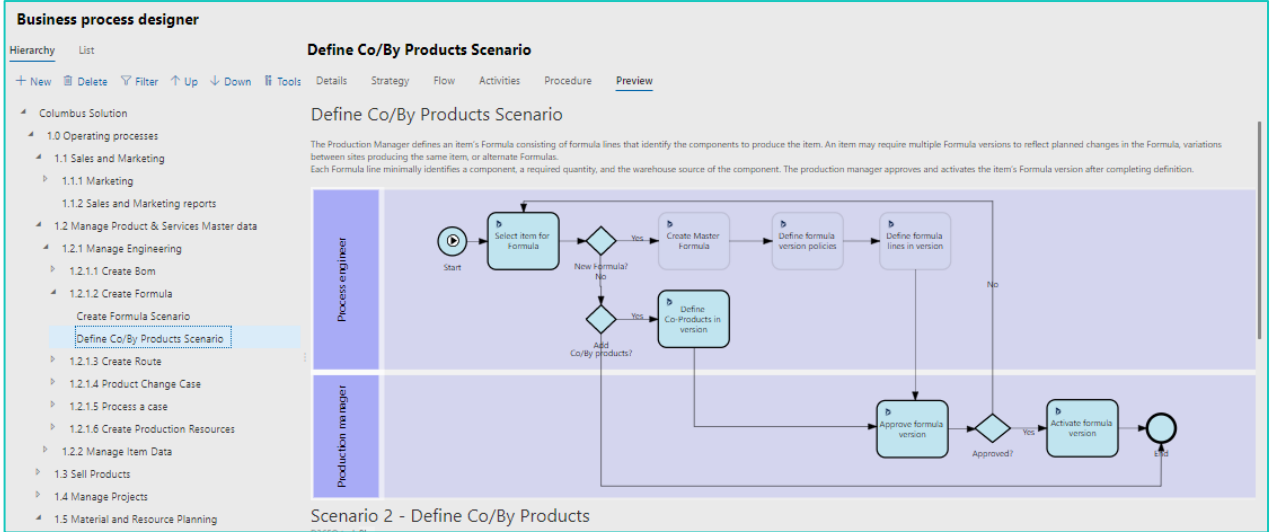 Business process designer
Hierarchy List
New Delete Filter Up Down Tools
Columbus Solution
1.0 Operating processes
1.1 Sales and Marketing
1.1.1 Marketing
1.1.2 Sales and Marketing reports
1.2 Manage Product & Services Master data
1.2.1 Manage Engineering
1.2.1.1 Create Bom
1.2.1.2 Create Formula
Create Formula Scenario
Define Co/By Products Scenario
1.2.1.3 Create Route
1.2.1.4 Product Change Case
1.2.1.5 Process a case
1.2.1.6 Create Production Resources
1.2.2 Manage Item Data
1.3 Sell Products
1.4 Manage Projects
1.5 Material and Resource Planning
Define Co/By Products Scenario
Details Strategy Flow Activities Procedure Preview
Define Co/By Products Scenario
The Production Manager defines an item's Formula consisting of formula lines that identify the components to produce the item. An item may require multiple Formula versions to reflect planned changes in the Formula, variations
between sites producing the same item, or alternate Formulas.
Each Formula line minimally identifies a component, a required quantity, and the warehouse source of the component. The production manager approves and activates the item's Formula version after completing definition.
Process engineer
Start
Select item for
Formula
New Formula?
Yes
No
Create Master
Formula
Define formula
version policies
Define formula
lines in version
Add
Co/By products?
Yes
Define
Co-Products in
version
No
Production manager
Approve formula
version
Approved?
Yes
Activate formula
version
End
Scenario 2 - Define Co/By Products